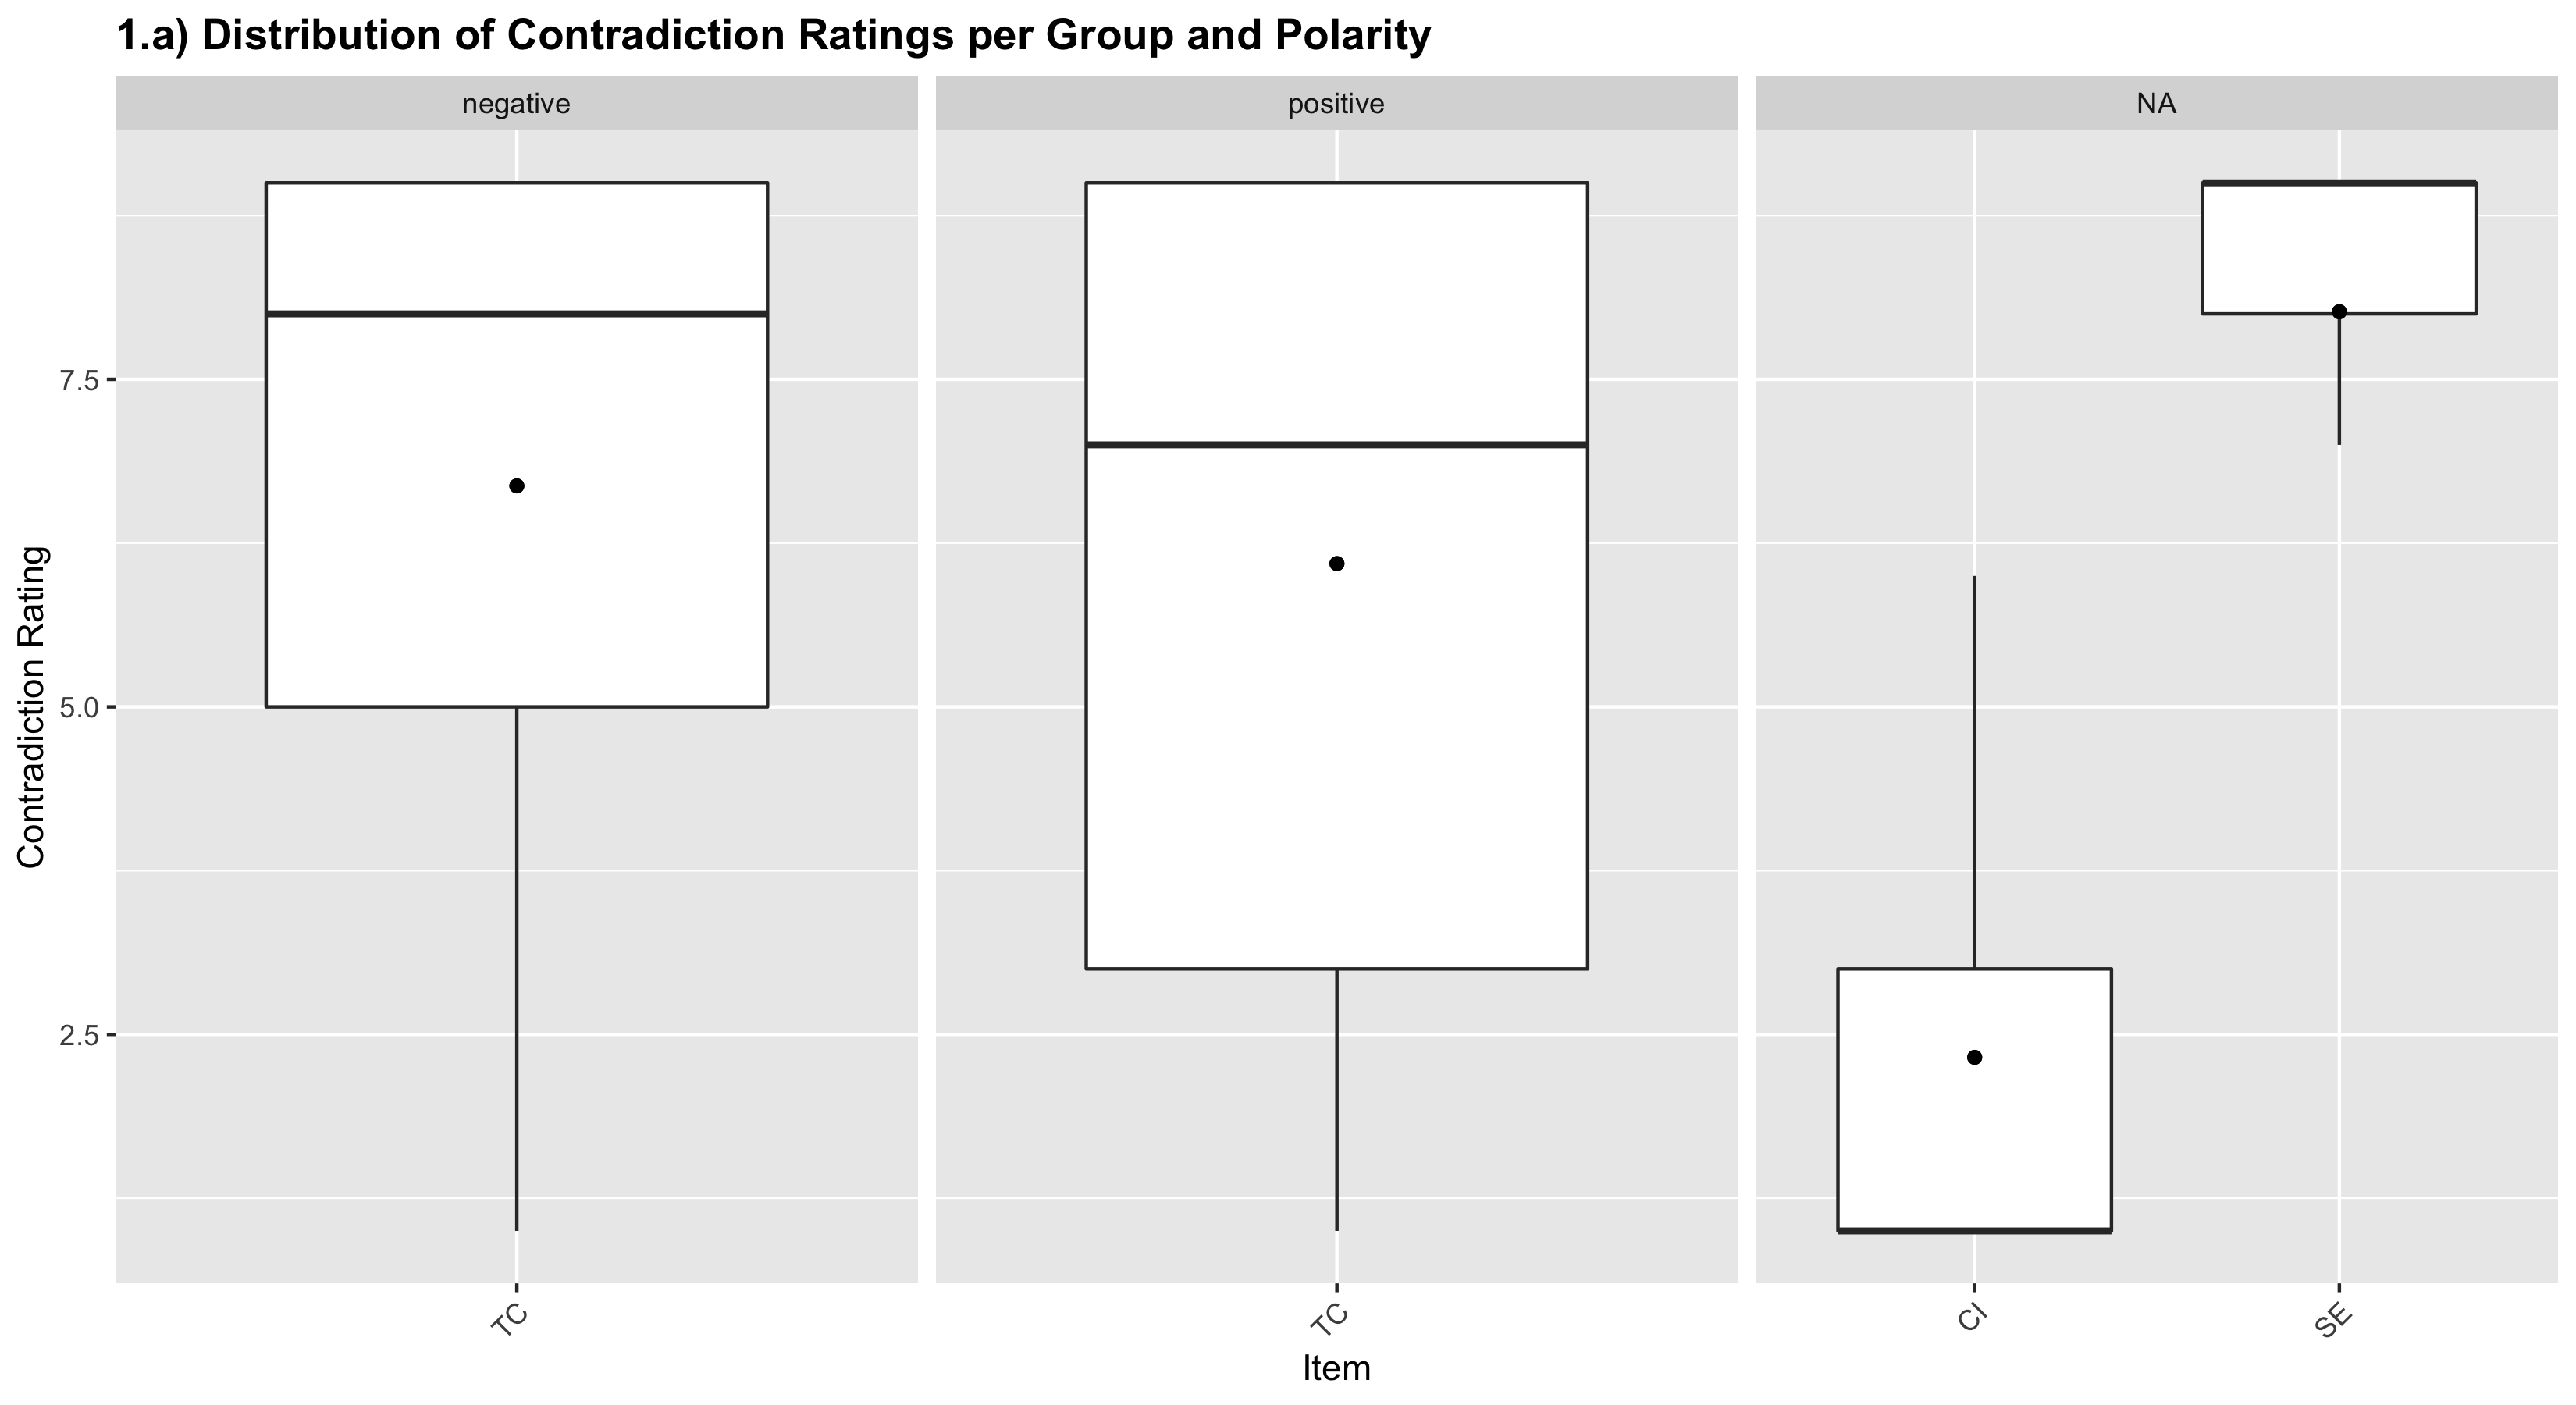 1.a) Distribution of Contradiction Ratings per Group and Polarity
negative
positive
NA
Contradiction Rating
7.5
5.0
2.5
TC
TC
CI
SE
Item